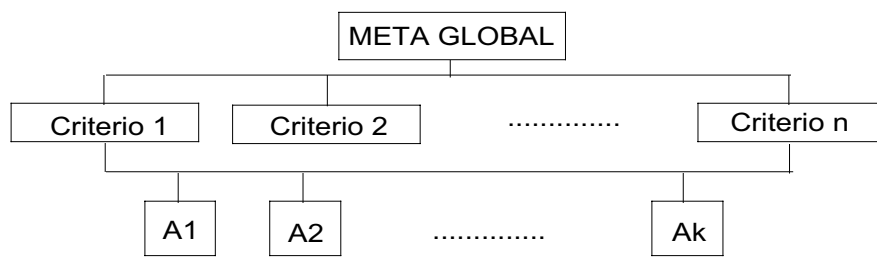 META GLOBAL
Criterio 1 Criterio 2 .............. Criterio n
A1 A2 .............. Ak